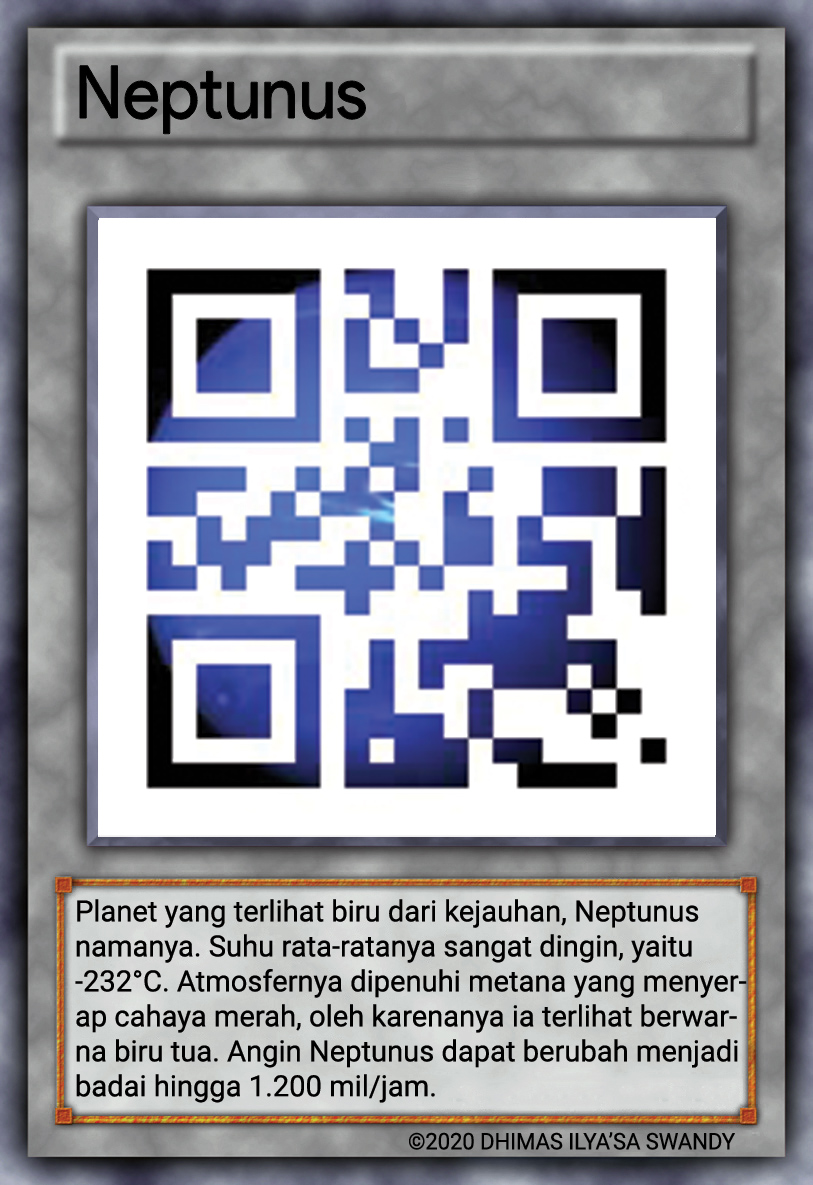 Neptunus
Planet yang terlihat biru dari kejauhan, Neptunus
namanya. Suhu rata-ratanya sangat dingin, yaitu
-232°C. Atmosfernya dipenuhi metana yang menyer-
ap cahaya merah, oleh karenanya ia terlihat berwar-
na biru tua. Angin Neptunus dapat berubah menjadi
badai hingga 1.200 mil/jam.
©2020 DHIMAS ILYA'SA SWANDY